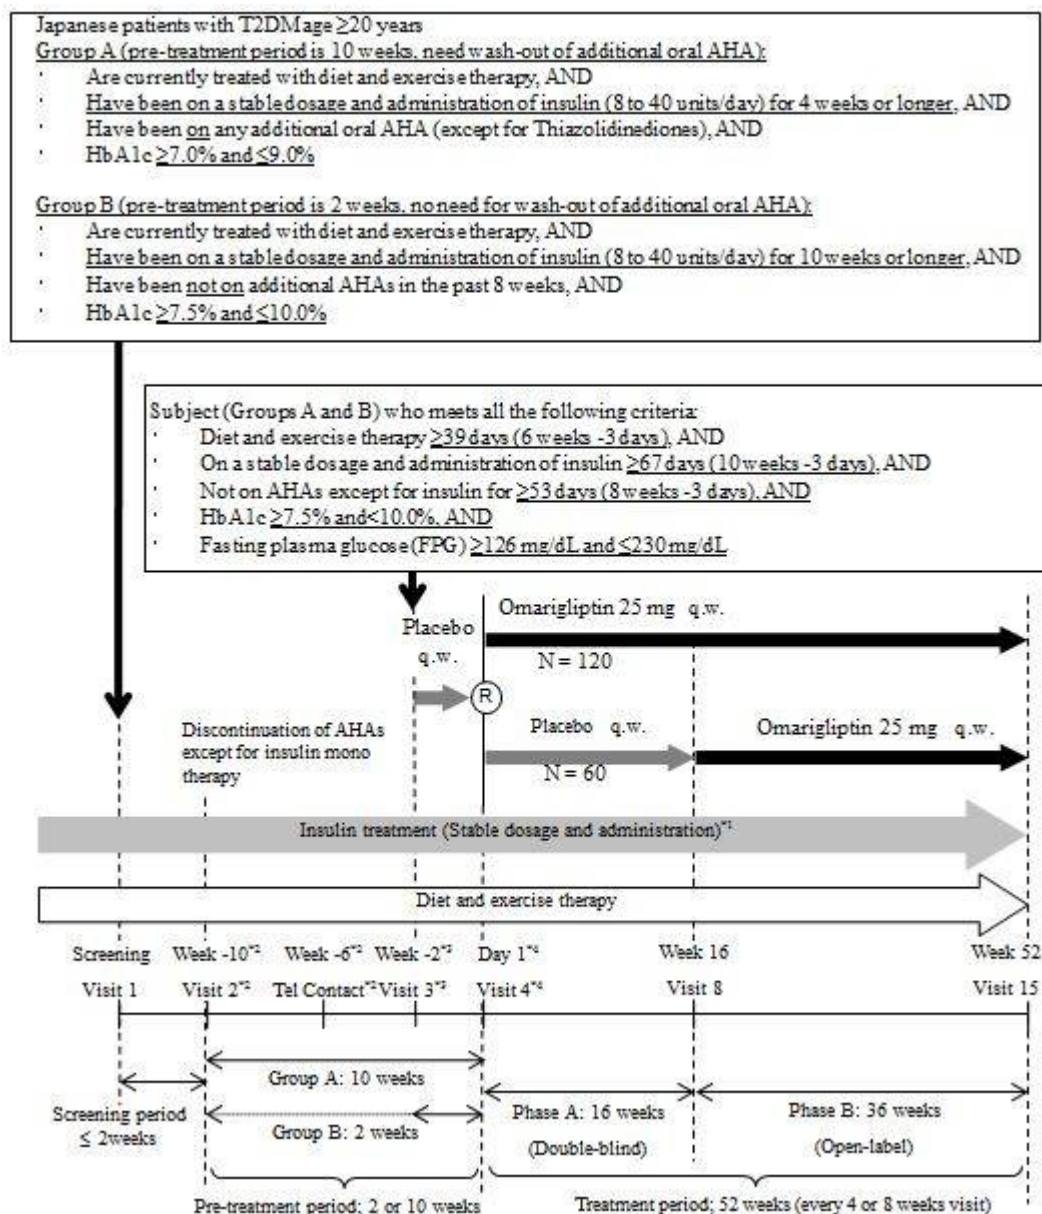 Japanese patients with T2DM age ≥20 years
Group A (pre-treatment period is 10 weeks, need wash-out of additional oral AHA):
· Are currently treated with diet and exercise therapy, AND
· Have been on a stable dosage and administration of insulin (8 to 40 units/day) for 4 weeks or longer, AND
· Have been on any additional oral AHA (except for Thiazolidinediones), AND
· HbA1c ≥7.0% and ≤9.0%
Group B (pre-treatment period is 2 weeks, no need for wash-out of additional oral AHA):
· Are currently treated with diet and exercise therapy, AND
· Have been on a stable dosage and administration of insulin (8 to 40 units/day) for 10 weeks or longer, AND
· Have been not on additional AHAs in the past 8 weeks, AND
· HbA1c ≥7.5% and ≤10.0%
Subject (Groups A and B) who meets all the following criteria:
· Diet and exercise therapy ≥39 days (6 weeks -3 days), AND
· On a stable dosage and administration of insulin ≥67 days (10 weeks -3 days), AND
· Not on AHAs except for insulin for ≥53 days (8 weeks -3 days), AND
· HbA1c ≥7.5% and ≤10.0%, AND
· Fasting plasma glucose (FPG) ≥126 mg/dL and ≤230 mg/dL
Omarigliptin 25 mg q.w.
Placebo
q.w.
N = 120
R
Discontinuation of AHAs
except for insulin mono
therapy
Placebo q.w.
Omarigliptin 25 mg q.w.
N = 60
Insulin treatment (Stable dosage and administration)*1
Diet and exercise therapy
Screening Week -10*2 Week -6*2 Week -2*3 Day 1*4 Week 16 Week 52
Visit 1 Visit 2*2 Tel Contact*2 Visit 3*3 Visit 4*4 Visit 8 Visit 15
Group A: 10 weeks
Screening period
≤ 2weeks
Group B: 2 weeks
Phase A: 16 weeks
(Double-blind)
Phase B: 36 weeks
(Open-label)
Pre-treatment period; 2 or 10 weeks
Treatment period; 52 weeks (every 4 or 8 weeks visit)